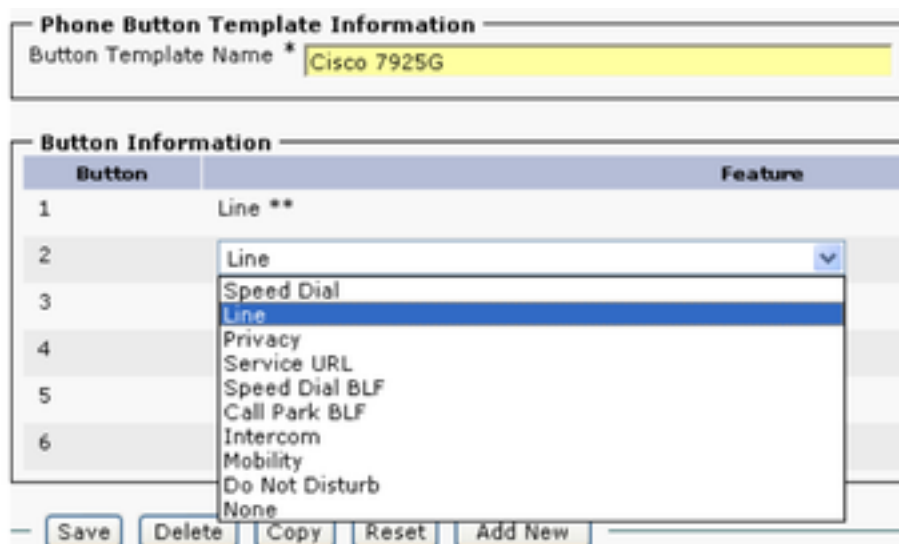 Phone Button Template Information
Button Template Name * Cisco 7925G
Button Information
Button Feature
1 Line **
2 Line
Speed Dial
3 Line
Privacy
4 Service URL
Speed Dial BLF
5 Call Park BLF
Intercom
6 Mobility
Do Not Disturb
None
Save Delete Copy Reset Add New